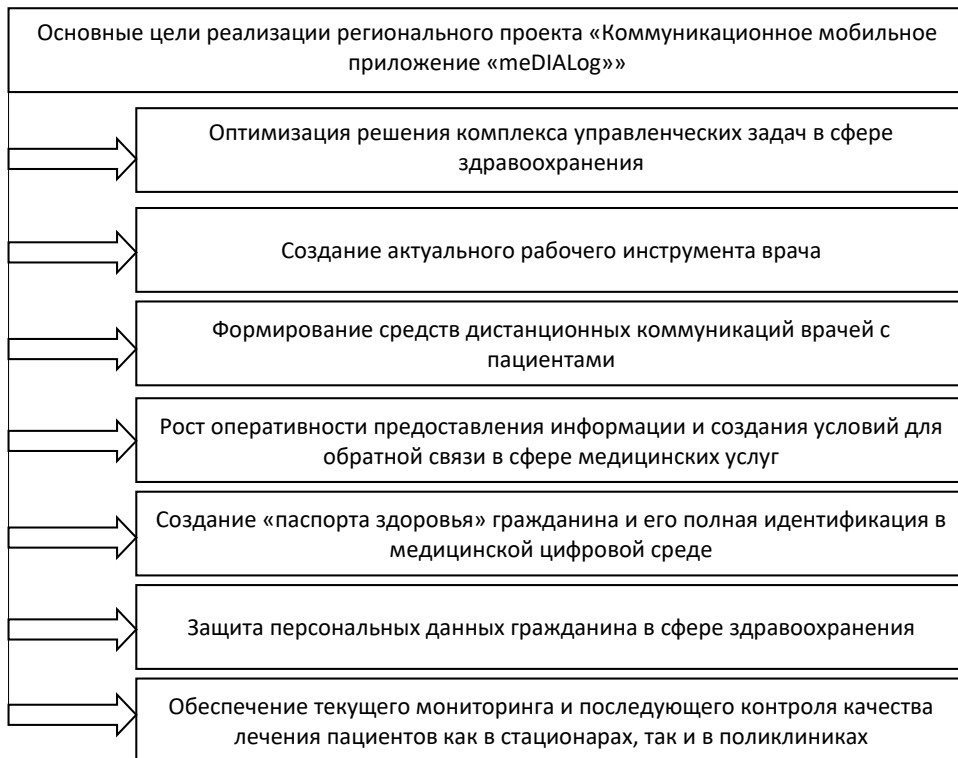 Основные цели реализации регионального проекта «Коммуникационное мобильное
приложение «meDIALog»»
Оптимизация решения комплекса управленческих задач в сфере
здравоохранения
Создание актуального рабочего инструмента врача
Формирование средств дистанционных коммуникаций врачей с
пациентами
Рост оперативности предоставления информации и создания условий для
обратной связи в сфере медицинских услуг
Создание «паспорта здоровья» гражданина и его полная идентификация в
медицинской цифровой среде
Защита персональных данных гражданина в сфере здравоохранения
Обеспечение текущего мониторинга и последующего контроля качества
лечения пациентов как в стационарах, так и в поликлиниках